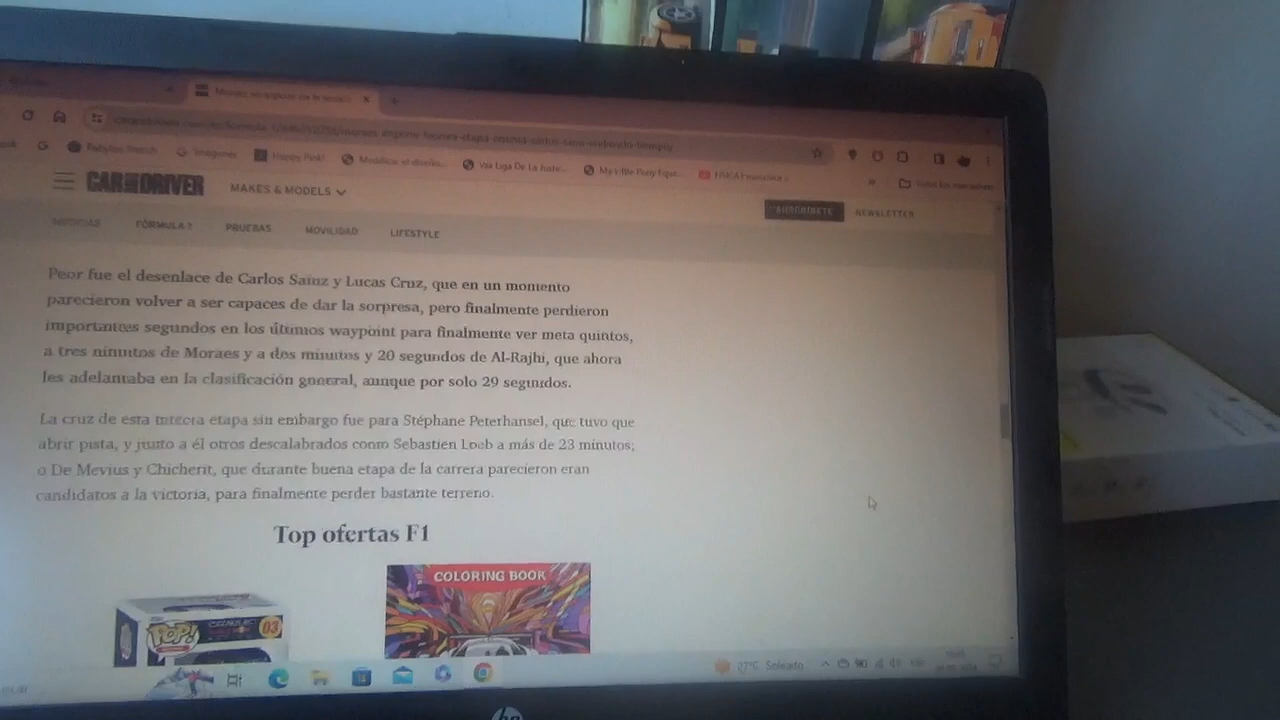 CAR AND DRIVER
MAKES & MODELS
SUSCRÍBETE
NEWSLETTER
NOTICIAS
FÓRMULA 1
PRUEBAS
MOVILIDAD
LIFESTYLE
Peor fue el desenlace de Carlos Sainz y Lucas Cruz, que en un momento
parecieron volver a ser capaces de dar la sorpresa, pero finalmente perdieron
importantes segundos en los últimos waypoint para finalmente ver meta quintos,
a tres minutos de Moraes y a dos minutos y 20 segundos de Al-Rajhi, que ahora
les adelantaba en la clasificación general, aunque por solo 29 segundos.
La cruz de esta tercera etapa sin embargo fue para Stéphane Peterhansel, que tuvo que
abrir pista, y junto a él otros descalabrados como Sebastien Loeb a más de 23 minutos;
o De Mevius y Chicherit, que durante buena etapa de la carrera parecieron eran
candidatos a la victoria, para finalmente perder bastante terreno.
Top ofertas F1
POP!
03
COLORING BOOK
27°C Soleado
hp